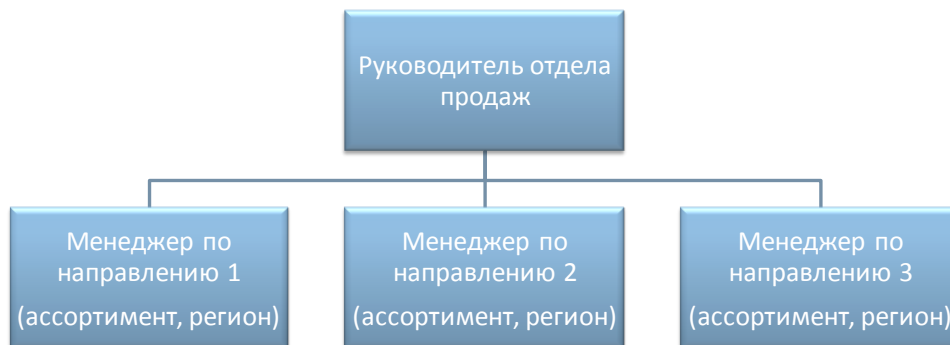 Руководитель отдела
продаж
Менеджер по
направлению 1
(ассортимент, регион)
Менеджер по
направлению 2
(ассортимент, регион)
Менеджер по
направлению 3
(ассортимент, регион)